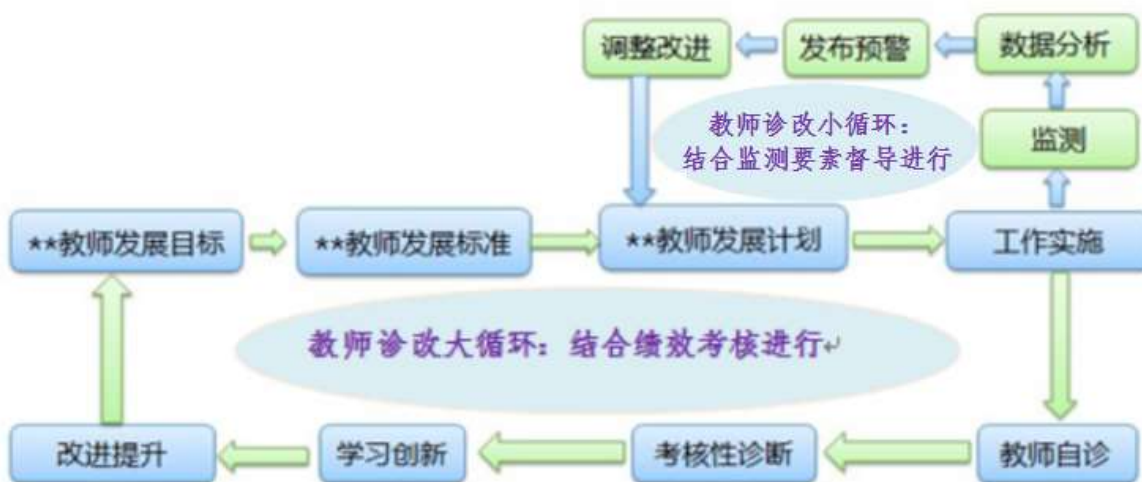 调整改进
发布预警
数据分析
教师诊改小循环：
结合监测要素督导进行
监测
**教师发展目标
**教师发展标准
**教师发展计划
工作实施
教师诊改大循环：结合绩效考核进行
改进提升
学习创新
考核性诊断
教师自诊